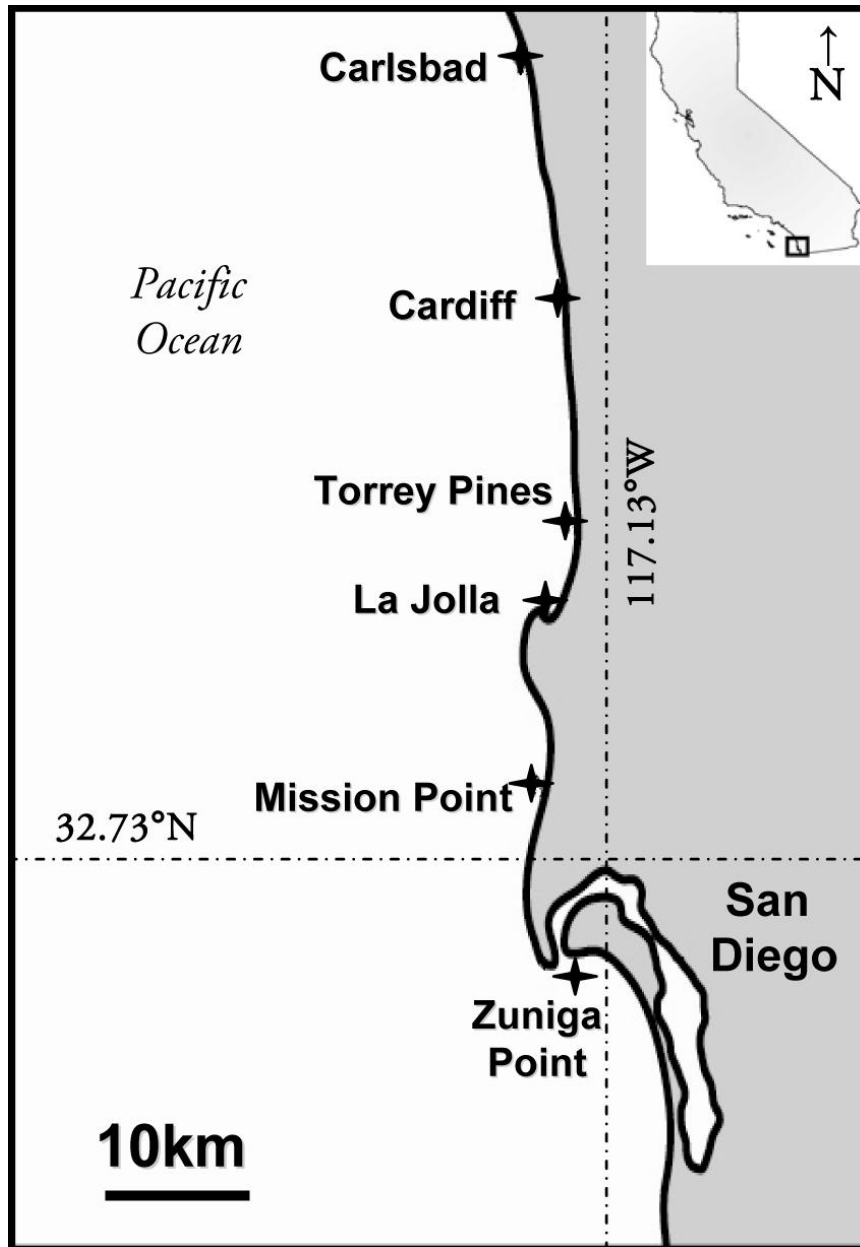 Carlsbad
N
Pacific
Ocean
Cardiff
Torrey Pines
117.13°W
La Jolla
Mission Point
32.73°N
San
Diego
Zuniga
Point
10km